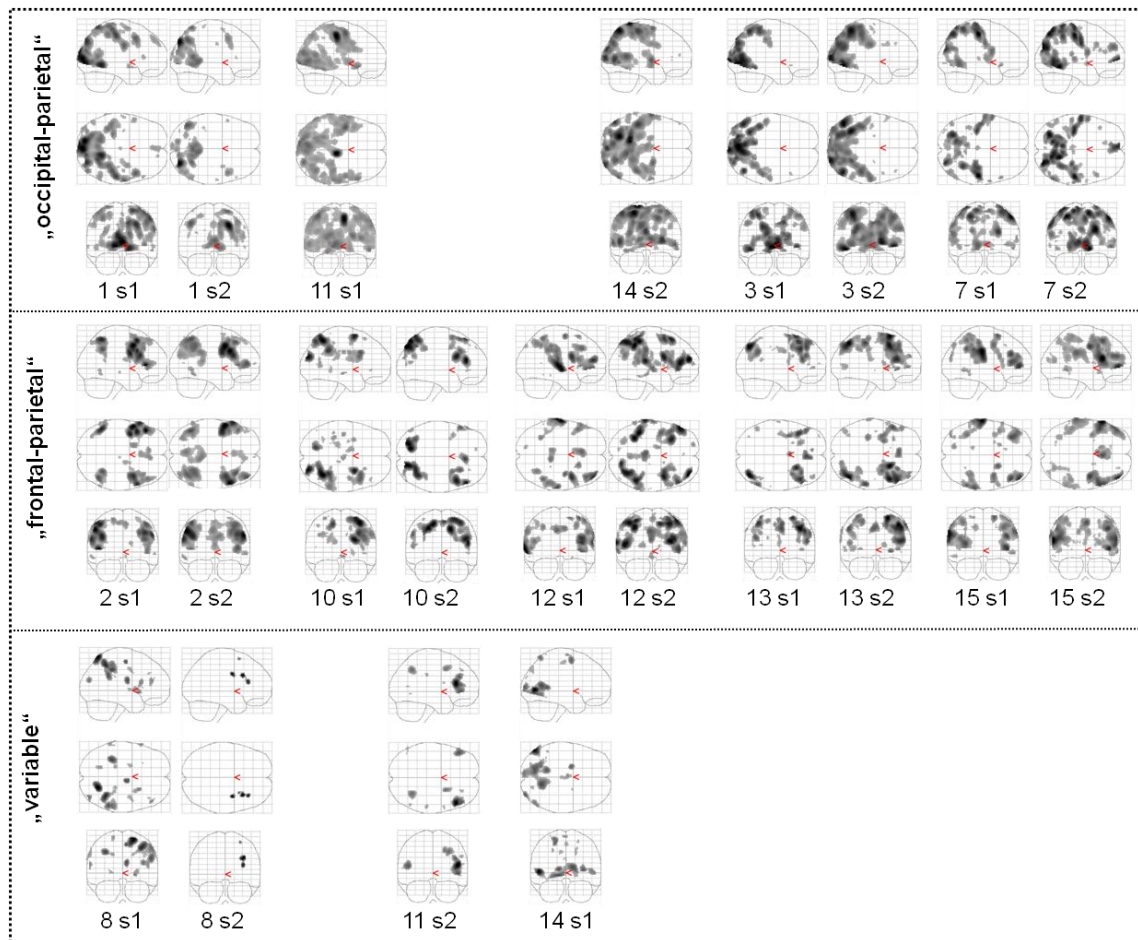 „occipital-parietal“
1 s1 1 s2 11 s1 14 s2 3 s1 3 s2 7 s1 7 s2
„frontal-parietal“
2 s1 2 s2 10 s1 10 s2 12 s1 12 s2 13 s1 13 s2 15 s1 15 s2
„variable“
8 s1 8 s2 11 s2 14 s1